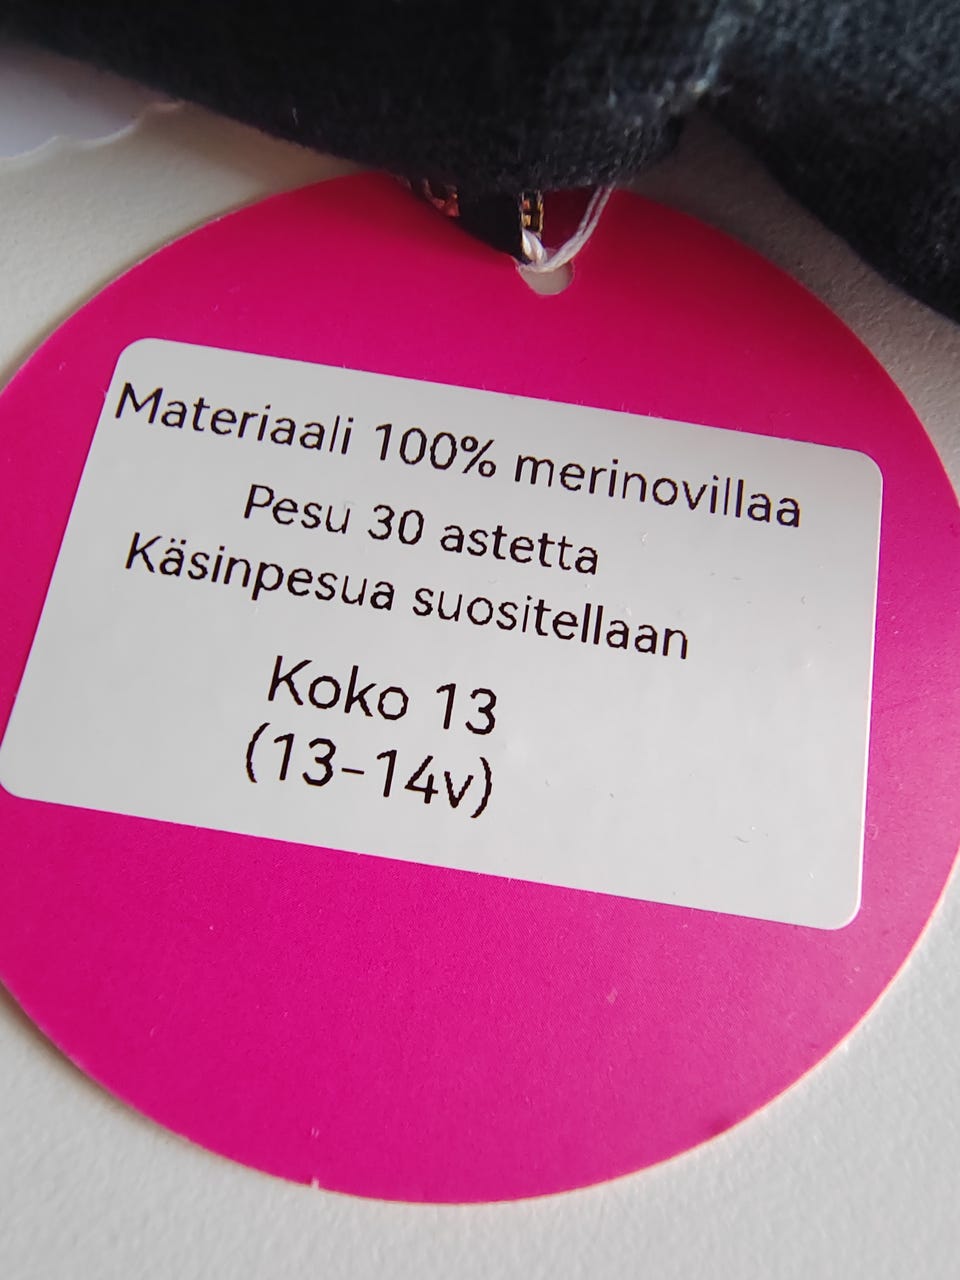 Materiaali 100% merinovillaa
Pesu 30 astetta
Käsinpesua suositellaan
Koko 13
(13-14v)